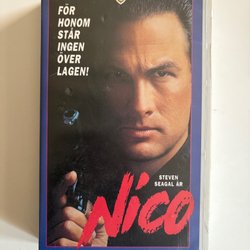 FÖR
HONOM
STÅR
INGEN
ÖVER
LAGEN!
STEVEN
SEAGAL ÄR
Nico